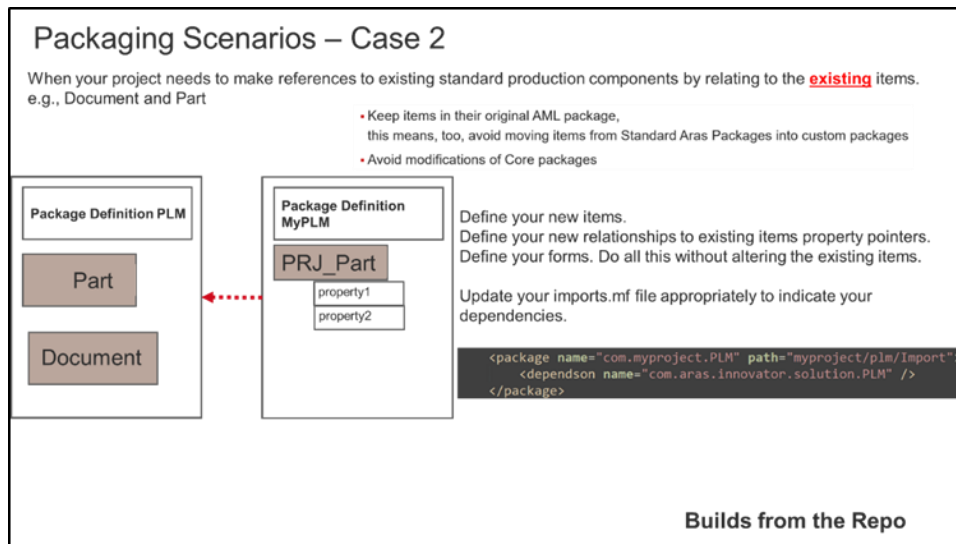 Packaging Scenarios – Case 2
When your project needs to make references to existing standard production components by relating to the existing items.
e.g., Document and Part
▪ Keep items in their original AML package,
this means, too, avoid moving items from Standard Aras Packages into custom packages
▪ Avoid modifications of Core packages
Package Definition PLM
Part
Document
Package Definition
MyPLM
PRJ_Part
property1
property2
Define your new items.
Define your new relationships to existing items property pointers.
Define your forms. Do all this without altering the existing items.
Update your imports.mf file appropriately to indicate your
dependencies.
<package name="com.myproject.PLM" path="myproject/plm/Import">
<dependson name="com.aras.innovator.solution.PLM" />
</package>
Builds from the Repo